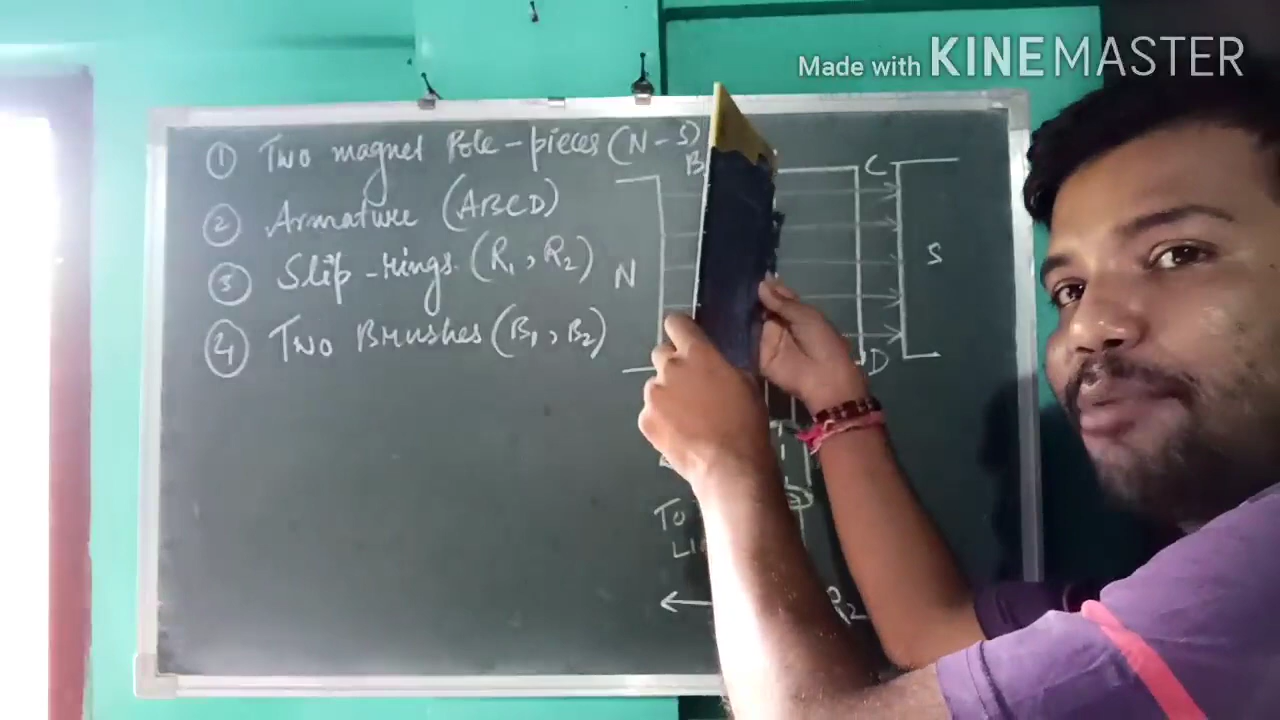 Made with KINEMASTER
① Two magnet Pole-pieces (N-S)
② Armature (ABCD)
③ Slip-rings. (R₁, R₂)
④ Two Brushes (B₁, B₂)
B C
N S
D
TO
R₂